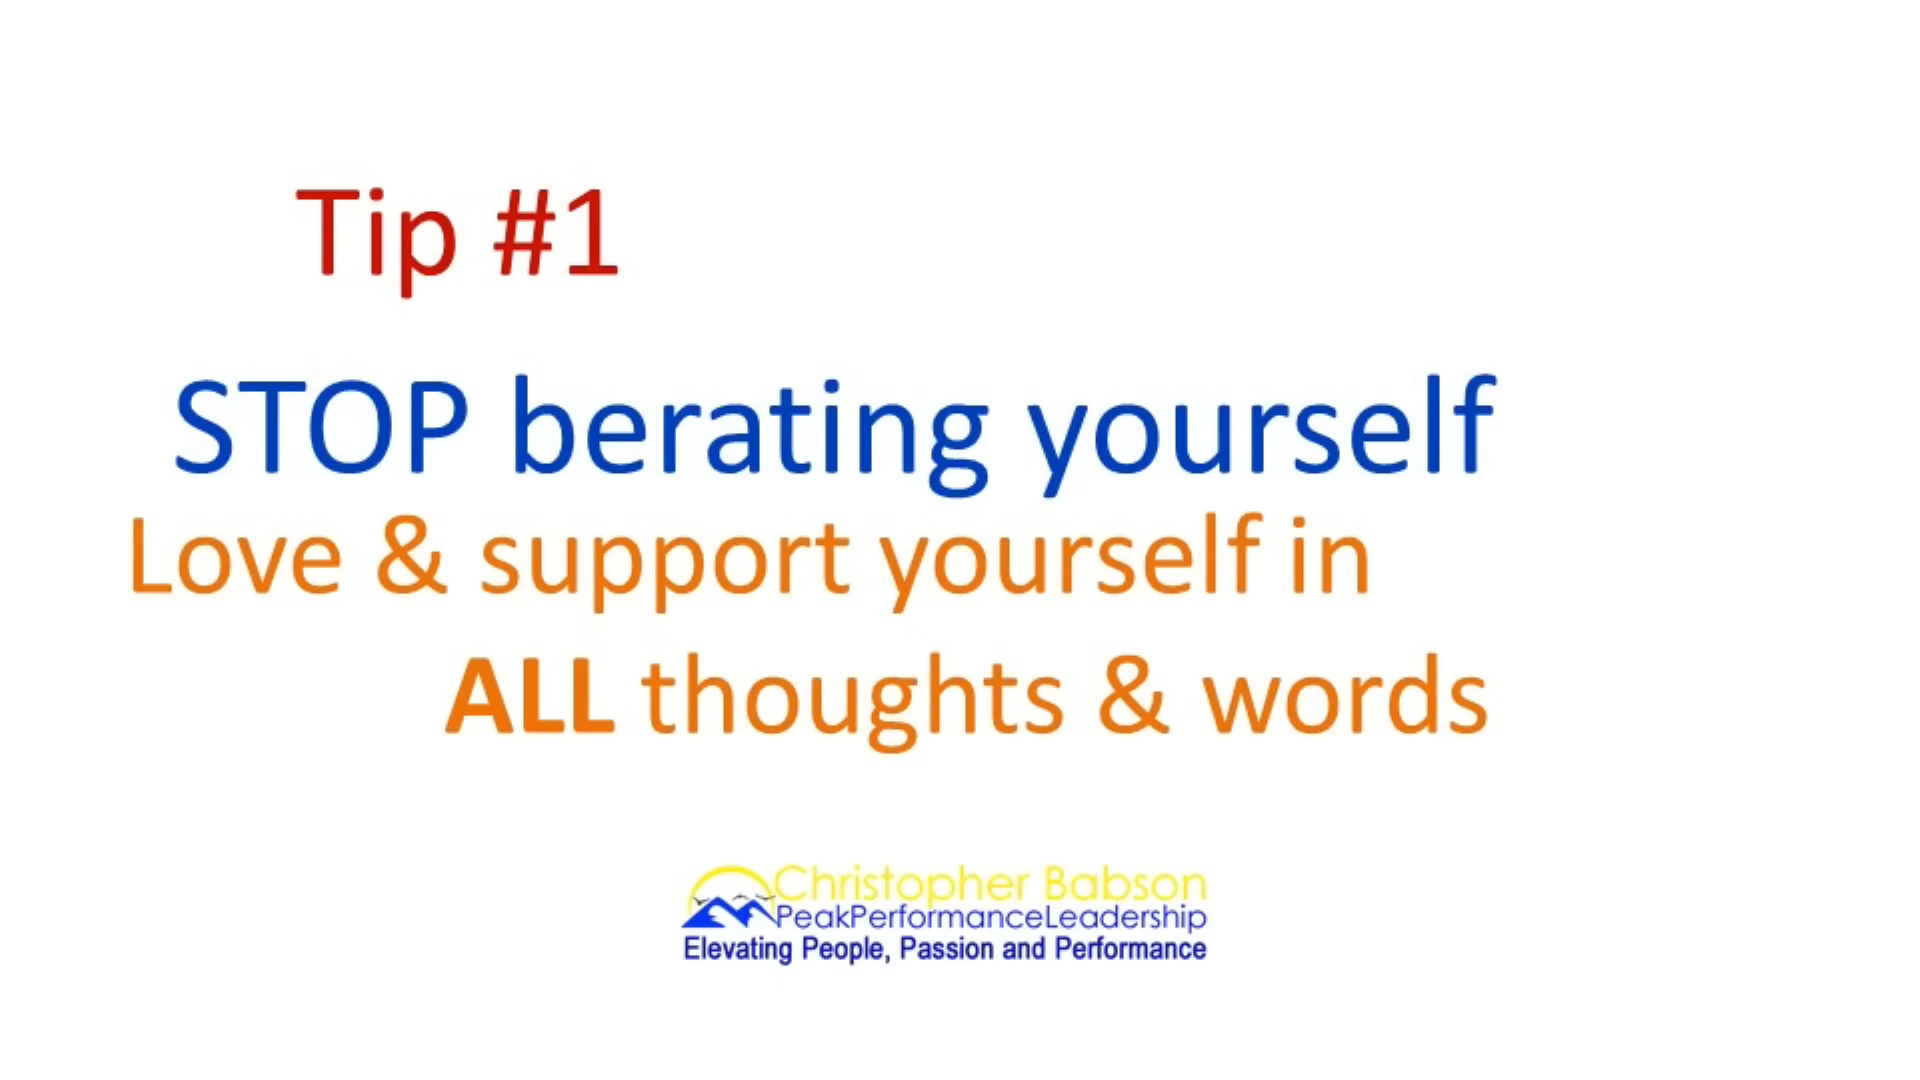 Tip #1
STOP berating yourself
Love & support yourself in
ALL thoughts & words
Christopher Babson
PeakPerformanceLeadership
Elevating People, Passion and Performance